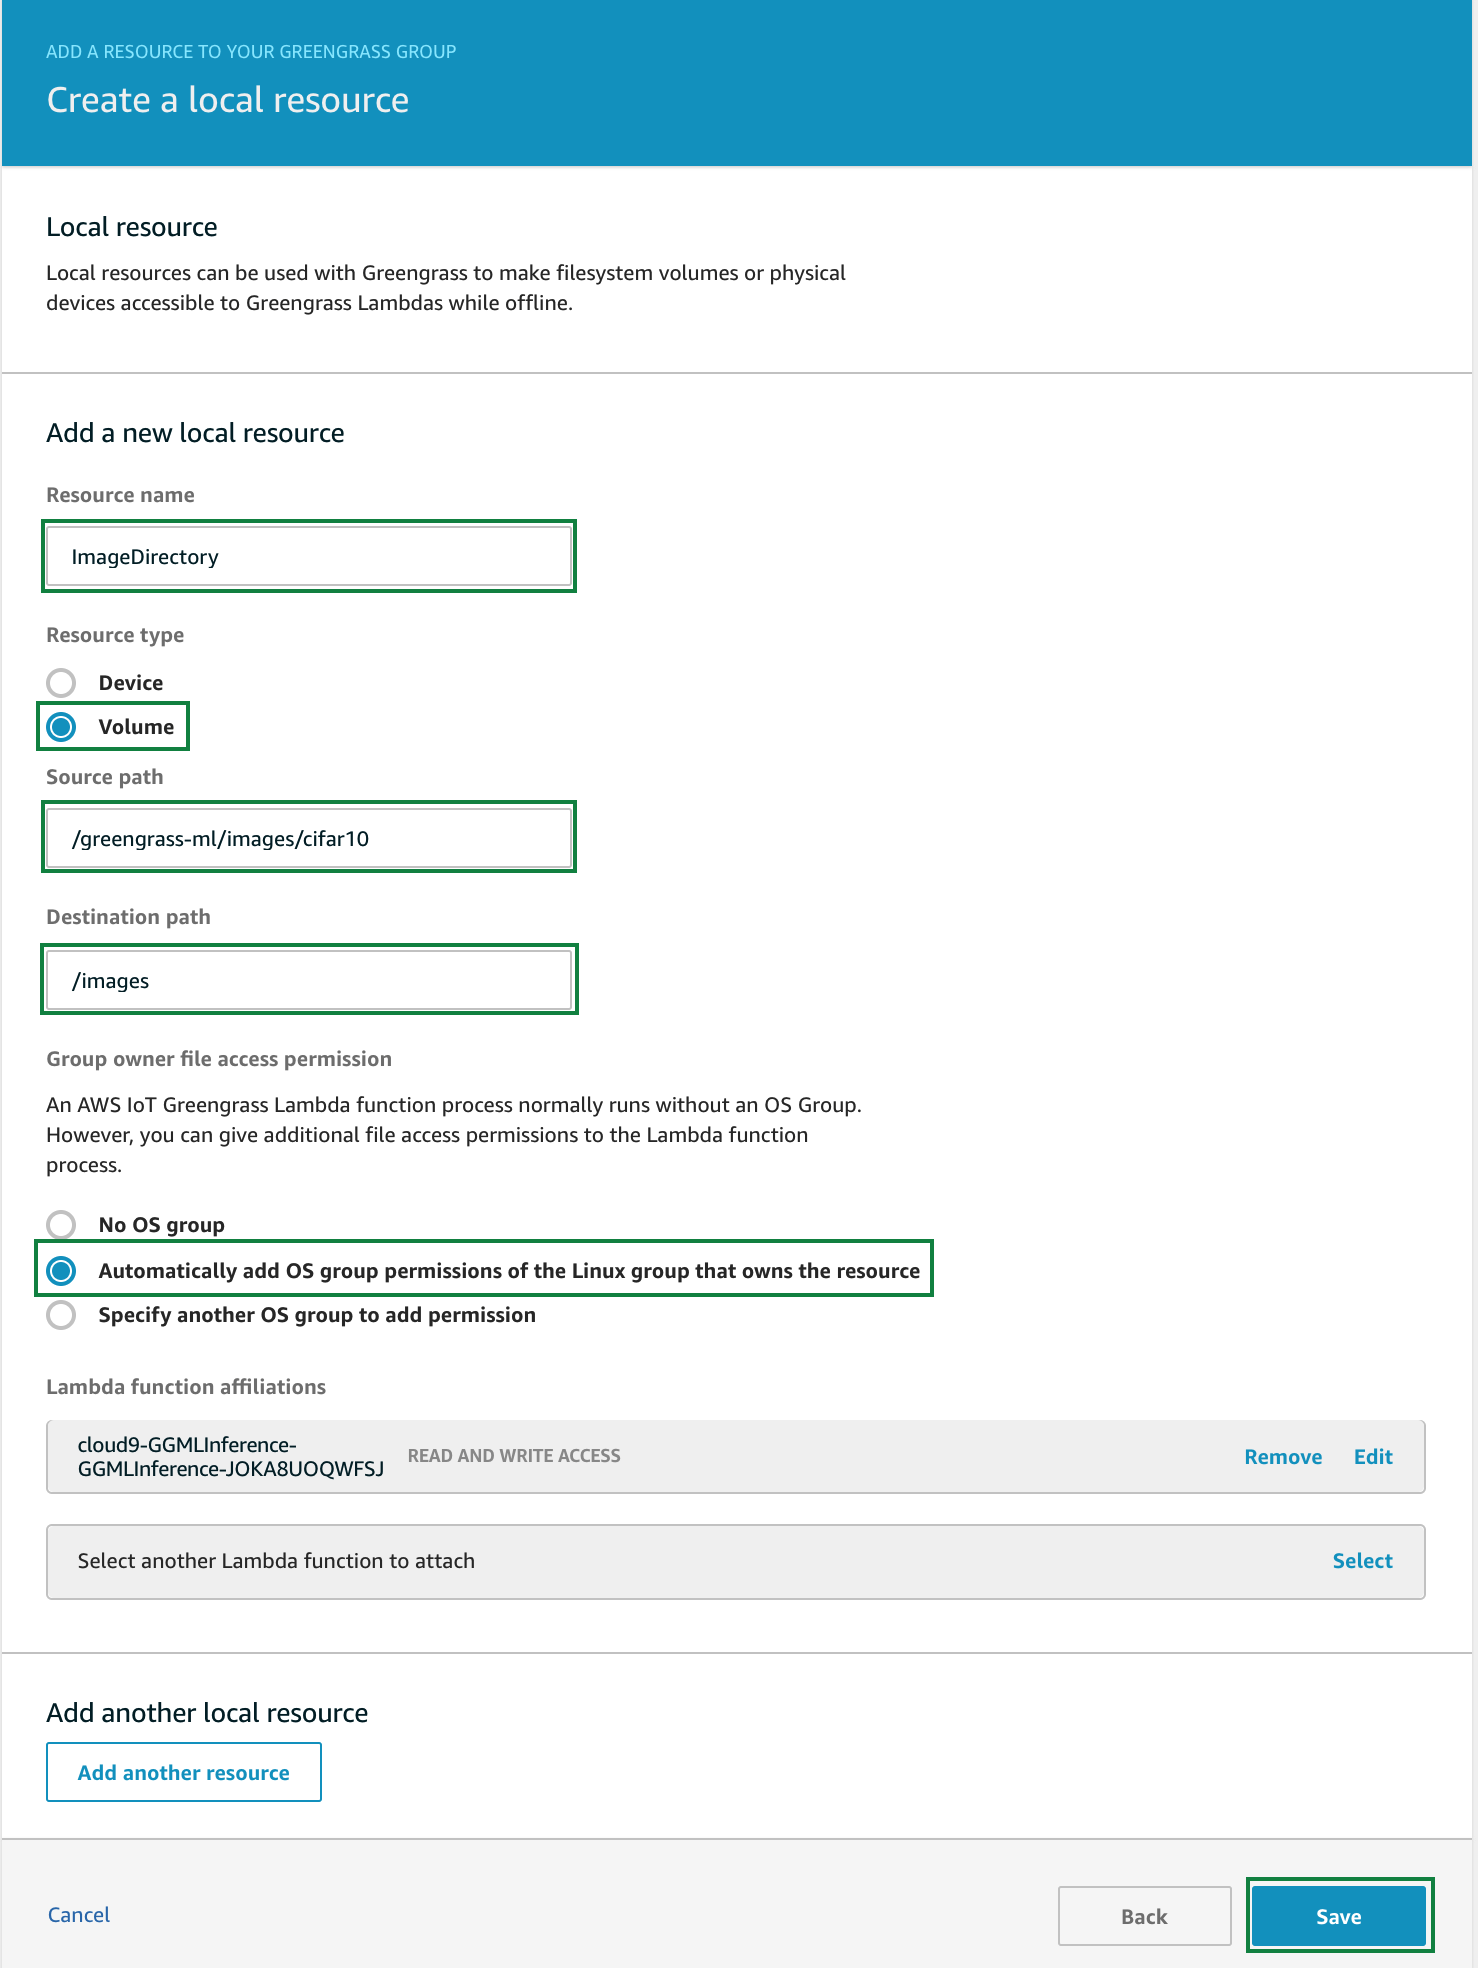 ADD A RESOURCE TO YOUR GREENGRASS GROUP
Create a local resource
Local resource
Local resources can be used with Greengrass to make filesystem volumes or physical
devices accessible to Greengrass Lambdas while offline.
Add a new local resource
Resource name
ImageDirectory
Resource type
Device
Volume
Source path
/greengrass-ml/images/cifar10
Destination path
/images
Group owner file access permission
An AWS IoT Greengrass Lambda function process normally runs without an OS Group.
However, you can give additional file access permissions to the Lambda function
process.
No OS group
Automatically add OS group permissions of the Linux group that owns the resource
Specify another OS group to add permission
Lambda function affiliations
cloud9-GGMLInference-
GGMLInference-JOKA8UOQWFSJ
READ AND WRITE ACCESS
Remove
Edit
Select another Lambda function to attach
Select
Add another local resource
Add another resource
Cancel
Back
Save